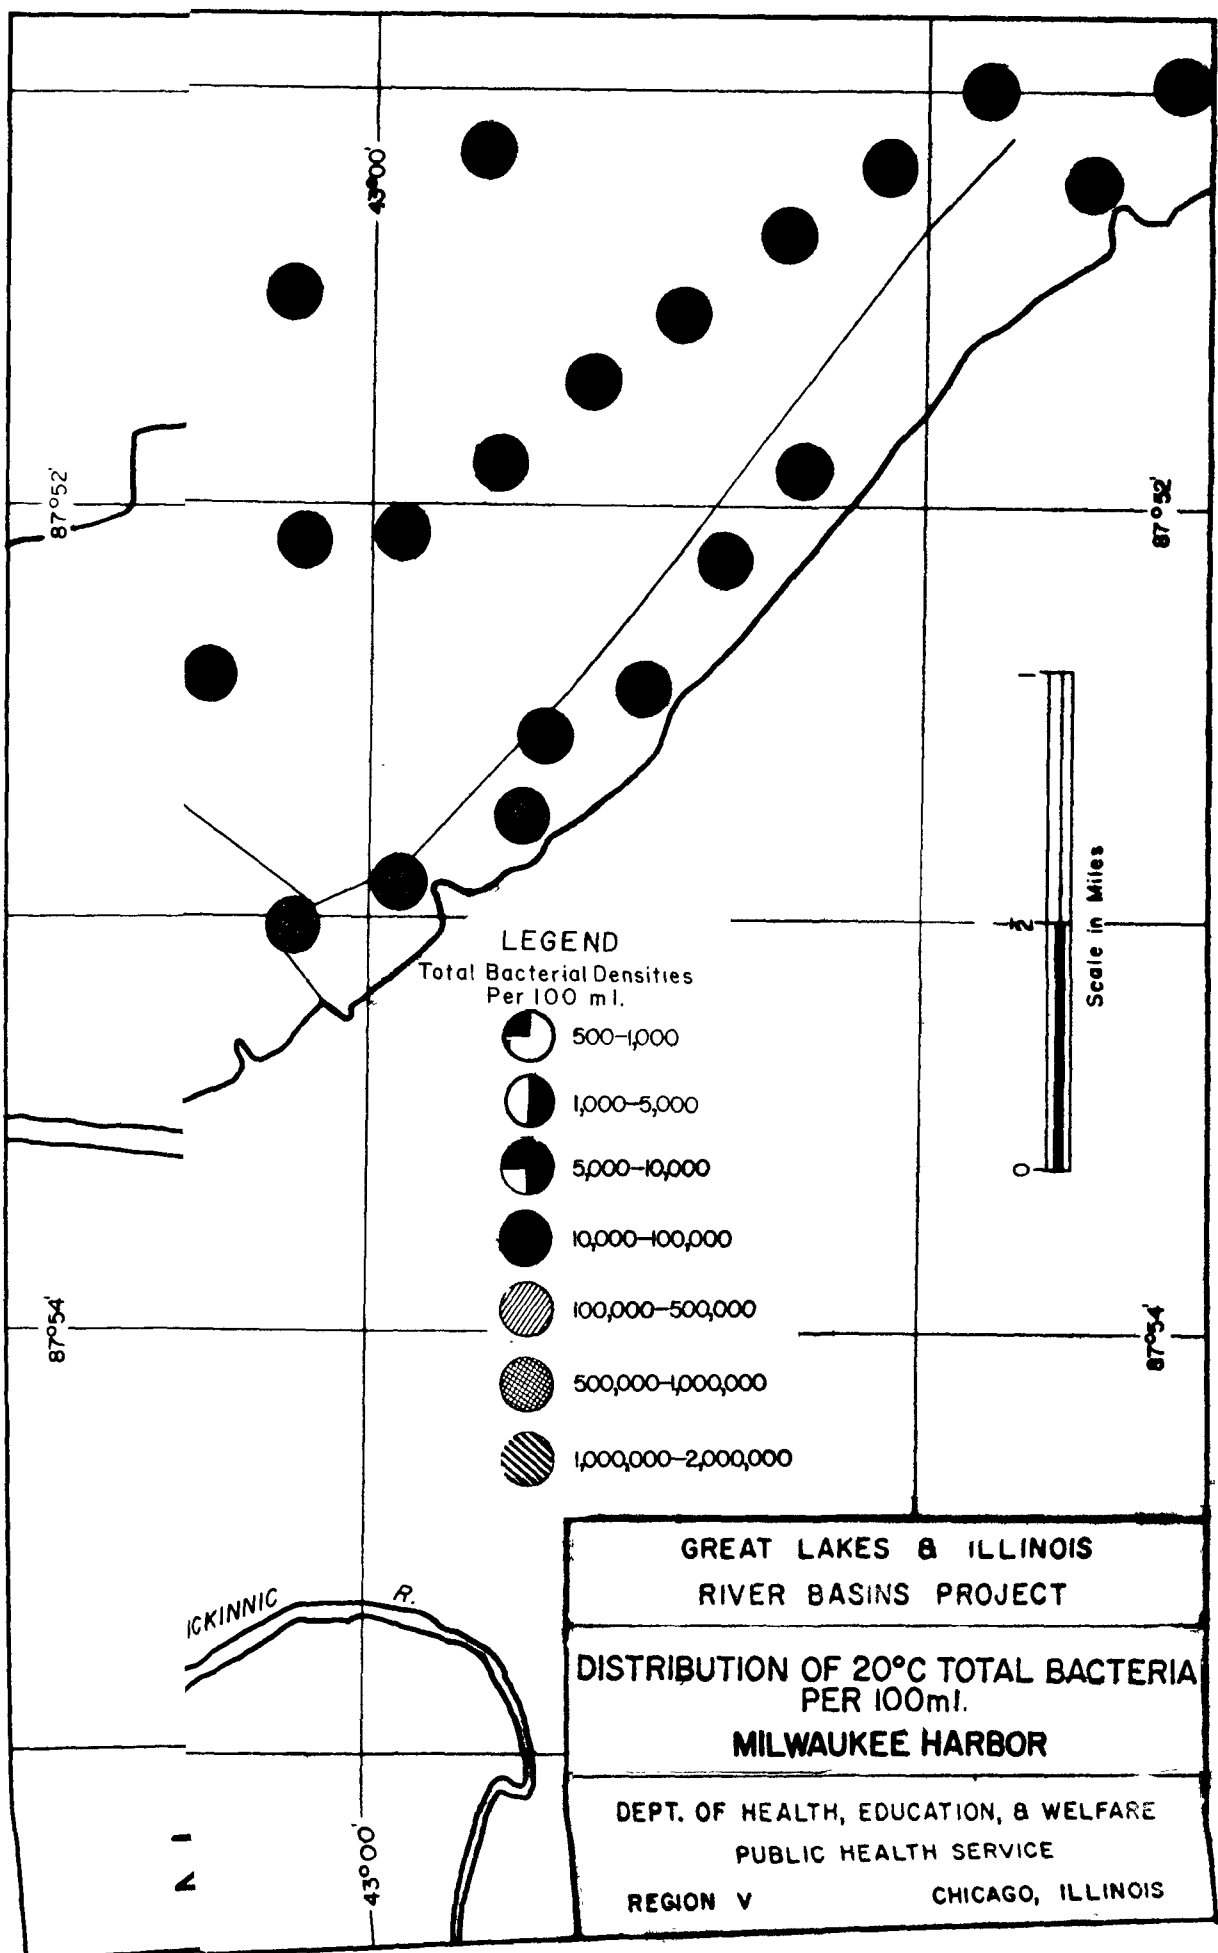 43°00'
87°52'
87°52'
1
1/2
0
Scale in Miles
LEGEND
Total Bacterial Densities
Per 100 ml.
500-1,000
1,000-5,000
5,000-10,000
10,000-100,000
100,000-500,000
500,000-1,000,000
1,000,000-2,000,000
87°54'
87°54'
ICKINNIC R.
43°00'
GREAT LAKES & ILLINOIS
RIVER BASINS PROJECT
DISTRIBUTION OF 20°C TOTAL BACTERIA
PER 100ml.
MILWAUKEE HARBOR
DEPT. OF HEALTH, EDUCATION, & WELFARE
PUBLIC HEALTH SERVICE
REGION V CHICAGO, ILLINOIS